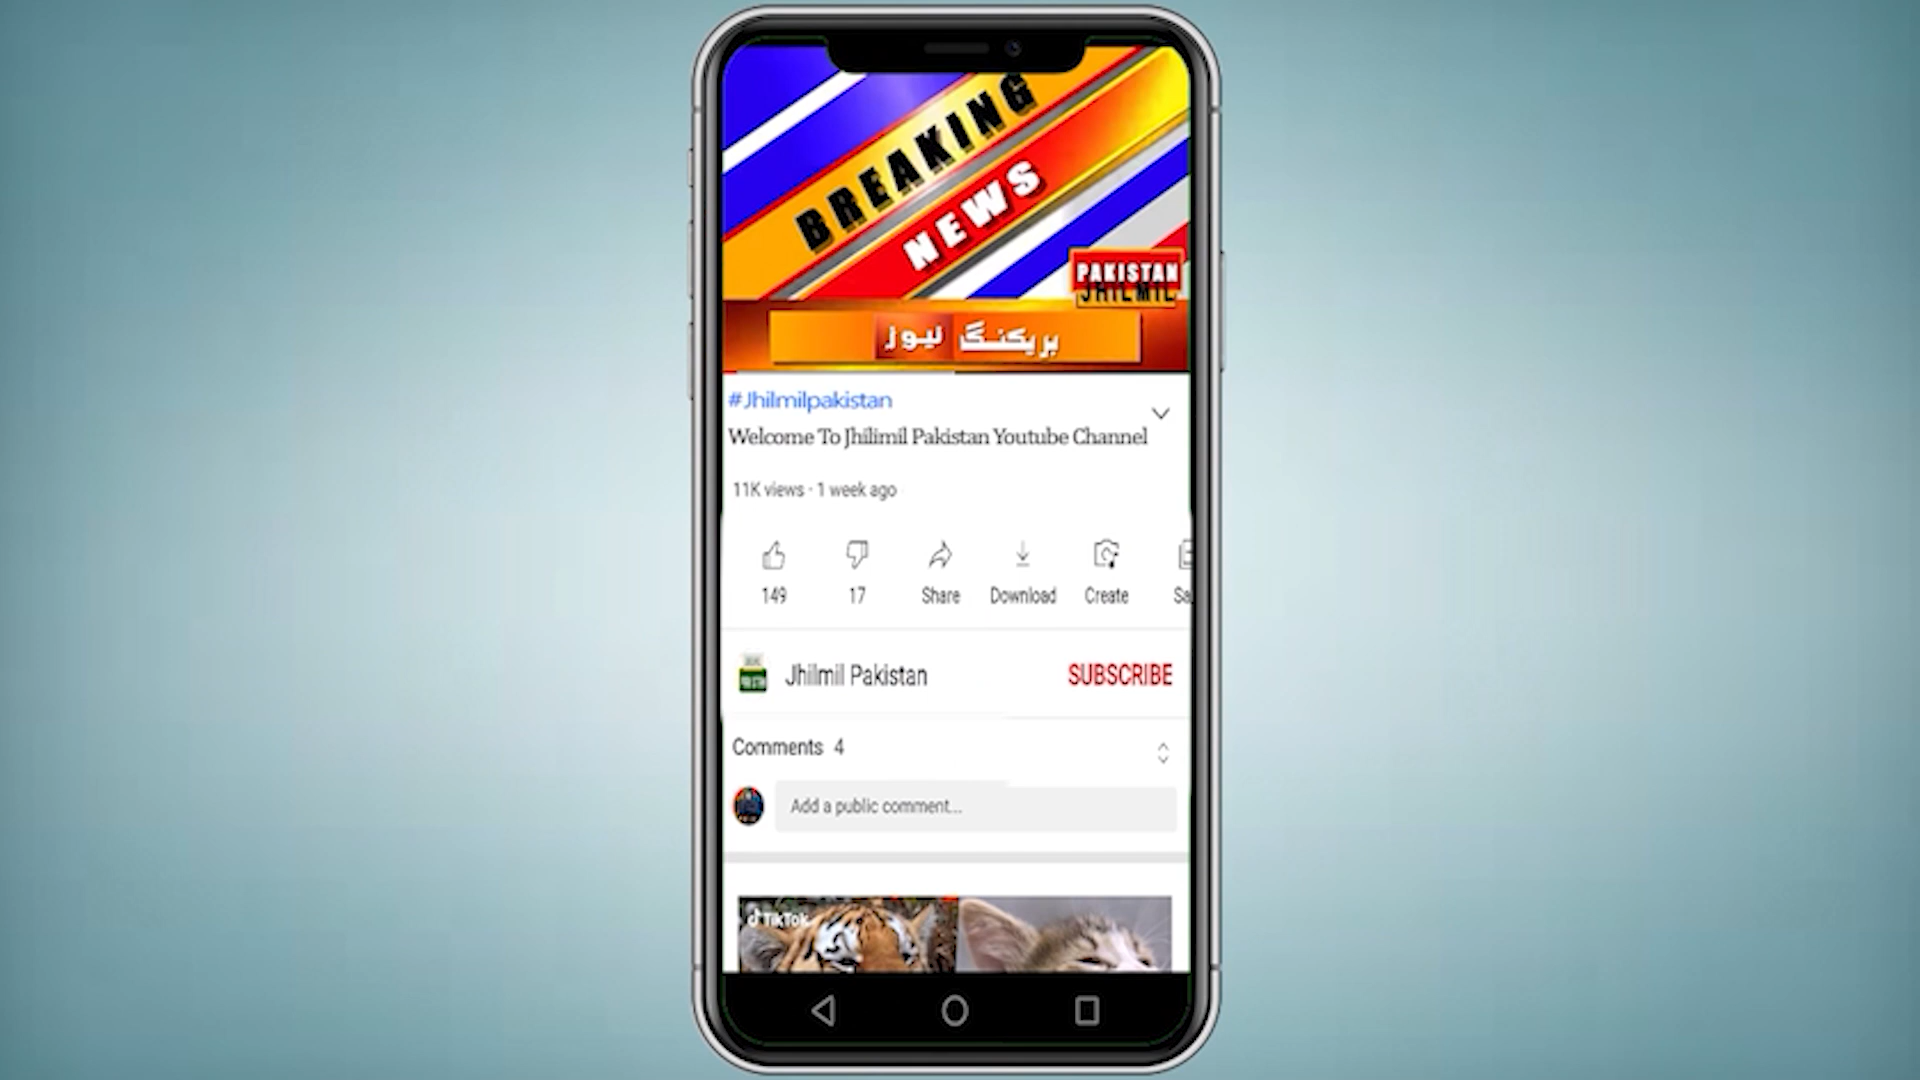 BREAKING
NEWS
PAKISTAN
JHILMIL
بریکنگ نیوز
#Jhilmilpakistan
Welcome To Jhilimil Pakistan Youtube Channel
11K views · 1 week ago
149
17
Share
Download
Create
Sa
Jhilmil Pakistan
SUBSCRIBE
Comments 4
Add a public comment...
TikTok